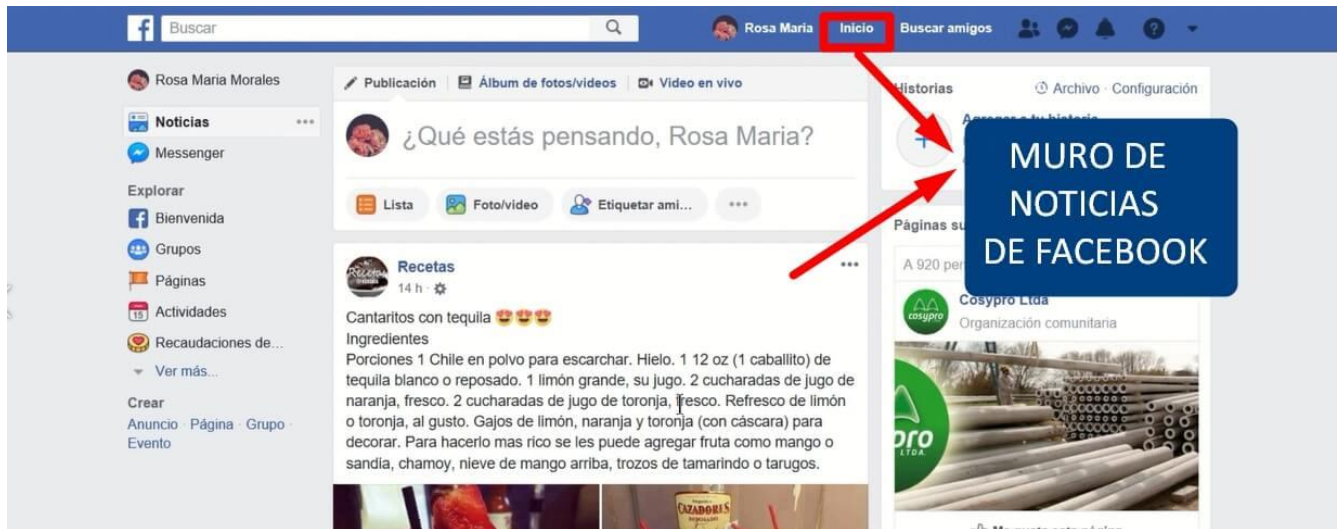 Buscar
Rosa Maria
Inicio
Buscar amigos
Rosa Maria Morales
Noticias
Messenger
Explorar
Bienvenida
Grupos
Páginas
15
Actividades
Recaudaciones de...
Ver más...
Crear
Anuncio · Página · Grupo ·
Evento
Publicación
Álbum de fotos/videos
Video en vivo
¿Qué estás pensando, Rosa Maria?
Lista
Foto/video
Etiquetar ami...
Recetas
Recetas
14 h ·
Cantaritos con tequila
Ingredientes
Porciones 1 Chile en polvo para escarchar. Hielo. 1 12 oz (1 caballito) de
tequila blanco o reposado. 1 limón grande, su jugo. 2 cucharadas de jugo de
naranja, fresco. 2 cucharadas de jugo de toronja, fresco. Refresco de limón
o toronja, al gusto. Gajos de limón, naranja y toronja (con cáscara) para
decorar. Para hacerlo mas rico se les puede agregar fruta como mango o
sandia, chamoy, nieve de mango arriba, trozos de tamarindo o tarugos.
CAZADORES
Historias
Archivo · Configuración
MURO DE
NOTICIAS
DE FACEBOOK
Páginas
A 920
Cosypro Ltda
cosypro
Organización comunitaria
pro
LTDA.